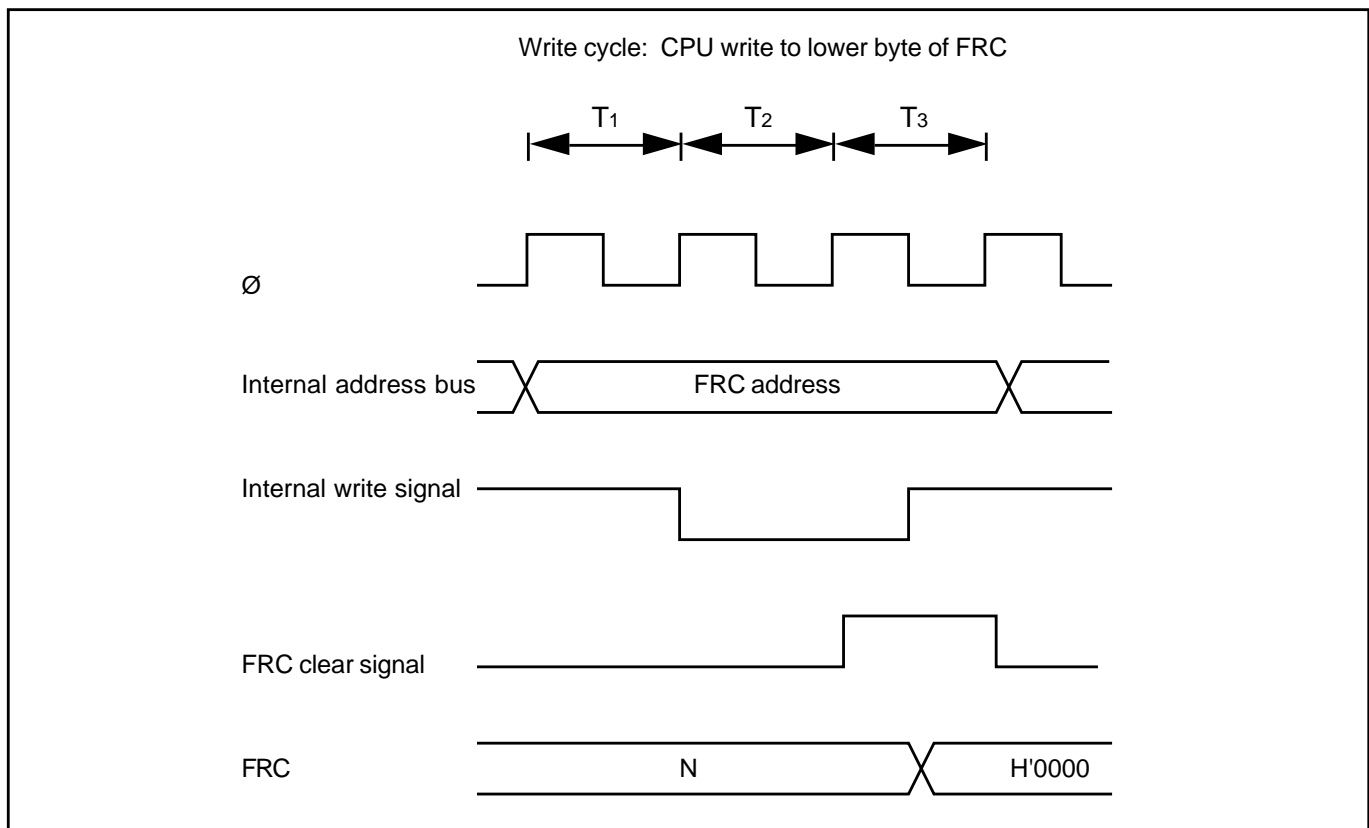 Write cycle: CPU write to lower byte of FRC
T1 T2 T3
Ø
Internal address bus FRC address
Internal write signal
FRC clear signal
FRC N H'0000